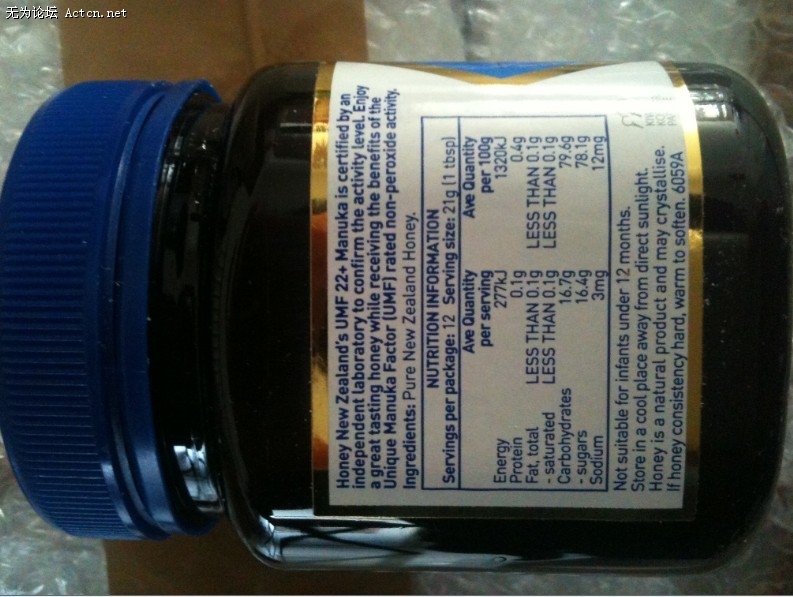 无为论坛 Actcn.net
Honey New Zealand's UMF 22+ Manuka is certified by an
independent laboratory to confirm the activity level. Enjoy
a great tasting honey while receiving the benefits of the
Unique Manuka Factor (UMF) rated non-peroxide activity.
Ingredients: Pure New Zealand Honey.
NUTRITION INFORMATION
Servings per package: 12 Serving size: 21g (1 tbsp)
Ave Quantity Ave Quantity
per serving per 100g
Energy 277kJ 1320kJ
Protein 0.1g 0.4g
Fat, total LESS THAN 0.1g LESS THAN 0.1g
- saturated LESS THAN 0.1g LESS THAN 0.1g
Carbohydrates 16.7g 79.6g
- sugars 16.4g 78.1g
Sodium 3mg 12mg
Not suitable for infants under 12 months.
Store in a cool place away from direct sunlight.
Honey is a natural product and may crystallise.
If honey consistency hard, warm to soften. 6059A